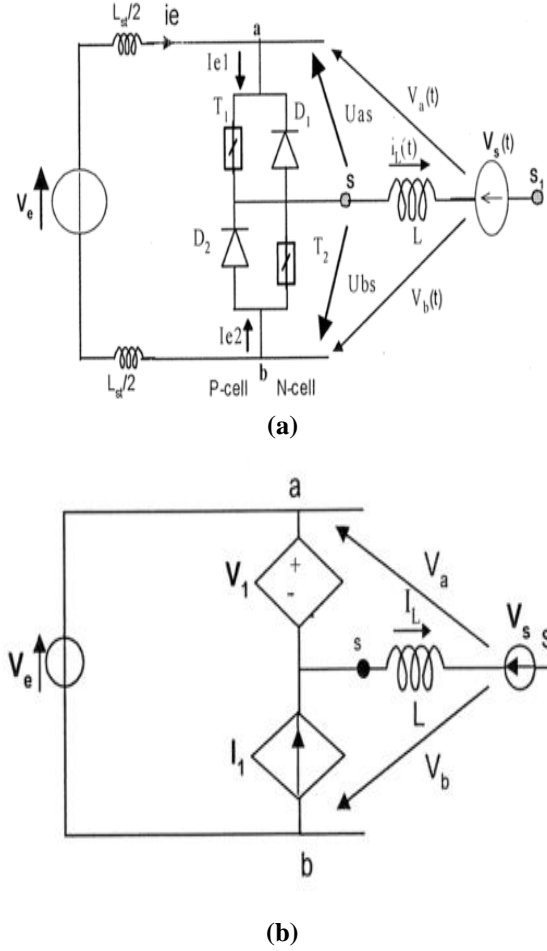 Lst/2
ie
a
Ie1
T1
D1
Uas
Va(t)
Vs(t)
Ve
s
iL(t)
S1
L
D2
T2
Ubs
Vb(t)
Ie2
Lst/2
b
P-cell N-cell
(a)
a
V1
+
-
Va
IL
Vs
S
Ve
s
L
I1
Vb
b
(b)